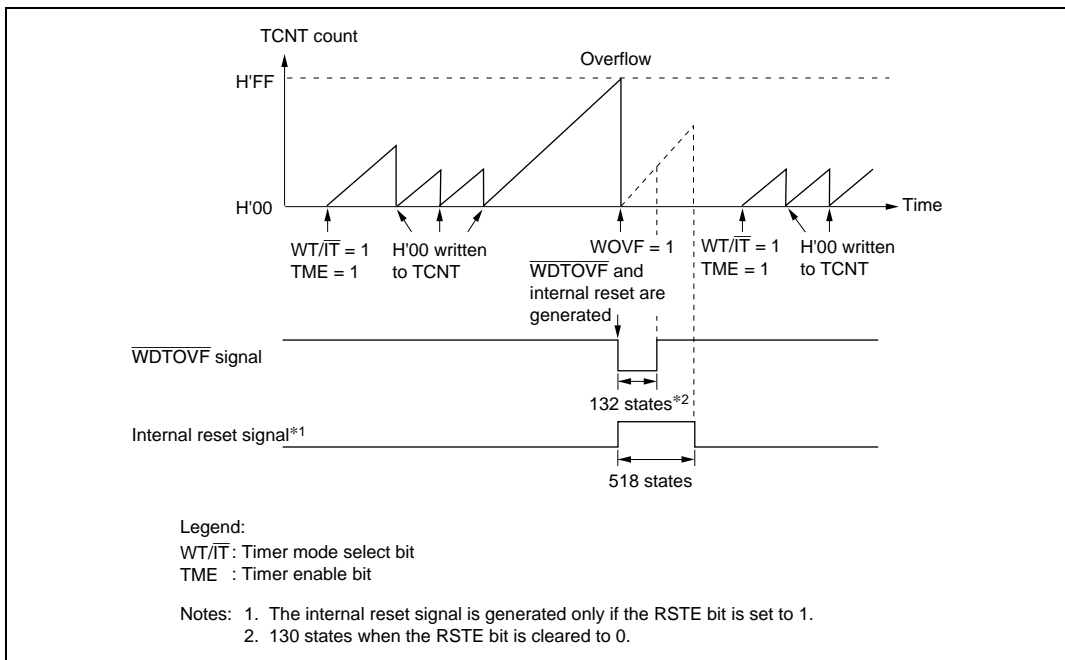 TCNT count
Overflow
H'FF
H'00
Time
WT/IT = 1
TME = 1
H'00 written
to TCNT
WOVF = 1
WDTOVF and
internal reset are
generated
WT/IT = 1
TME = 1
H'00 written
to TCNT
WDTOVF signal
132 states*2
Internal reset signal*1
518 states
Legend:
WT/IT : Timer mode select bit
TME : Timer enable bit
Notes: 1. The internal reset signal is generated only if the RSTE bit is set to 1.
2. 130 states when the RSTE bit is cleared to 0.